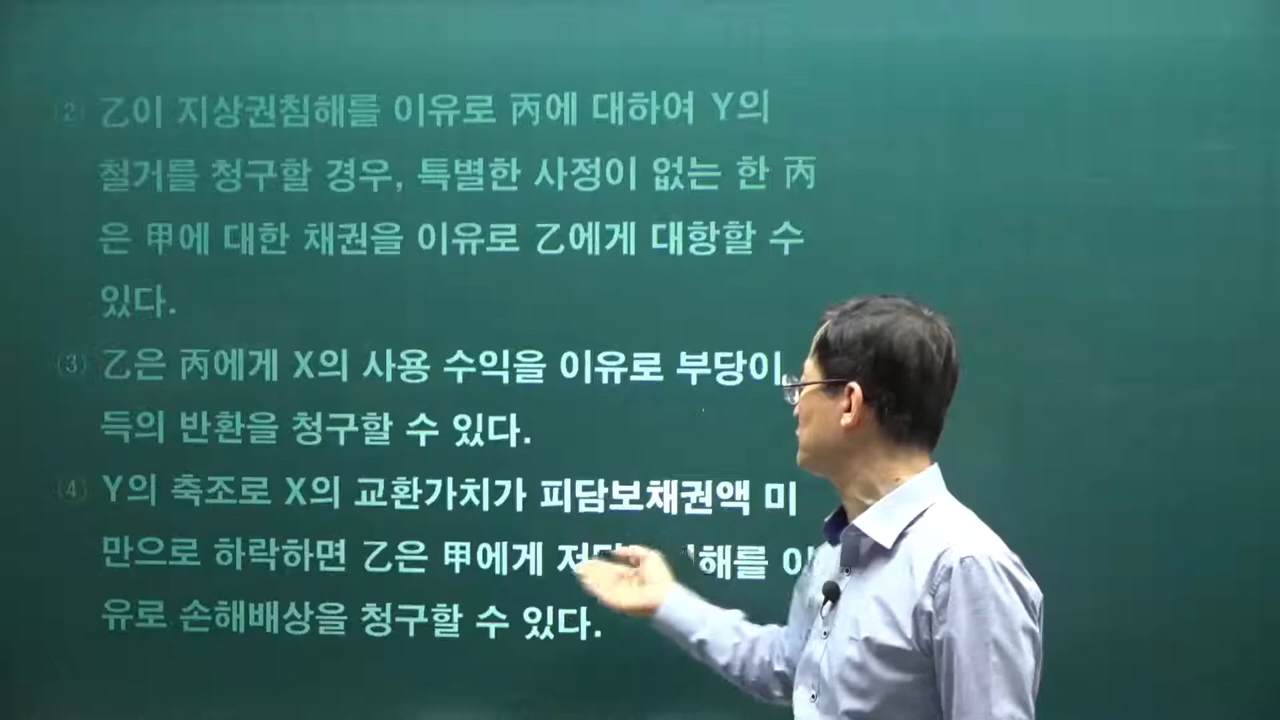 (2) 乙이 지상권침해를 이유로 丙에 대하여 Y의
철거를 청구할 경우, 특별한 사정이 없는 한 丙
은 甲에 대한 채권을 이유로 乙에게 대항할 수
있다.
(3) 乙은 丙에게 X의 사용 수익을 이유로 부당이
득의 반환을 청구할 수 있다.
(4) Y의 축조로 X의 교환가치가 피담보채권액 미
만으로 하락하면 乙은 甲에게 해를 이
유로 손해배상을 청구할 수 있다.